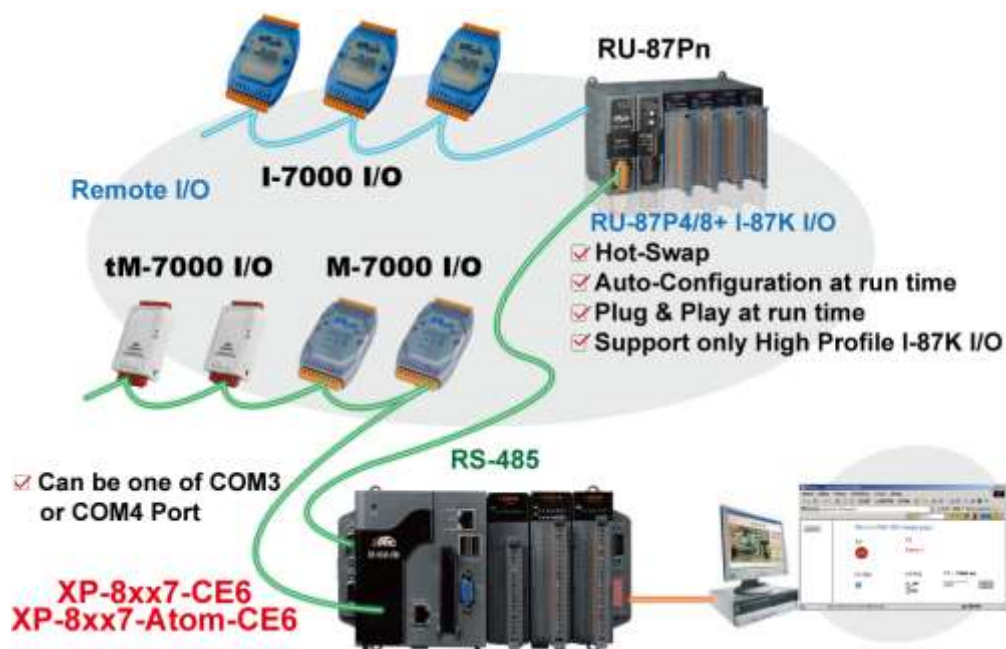 RU-87Pn
I-7000 I/O
Remote I/O
RU-87P4/8+ I-87K I/O
Hot-Swap
Auto-Configuration at run time
Plug & Play at run time
Support only High Profile I-87K I/O
tM-7000 I/O
M-7000 I/O
RS-485
Can be one of COM3
or COM4 Port
XP-8xx7-CE6
XP-8xx7-Atom-CE6